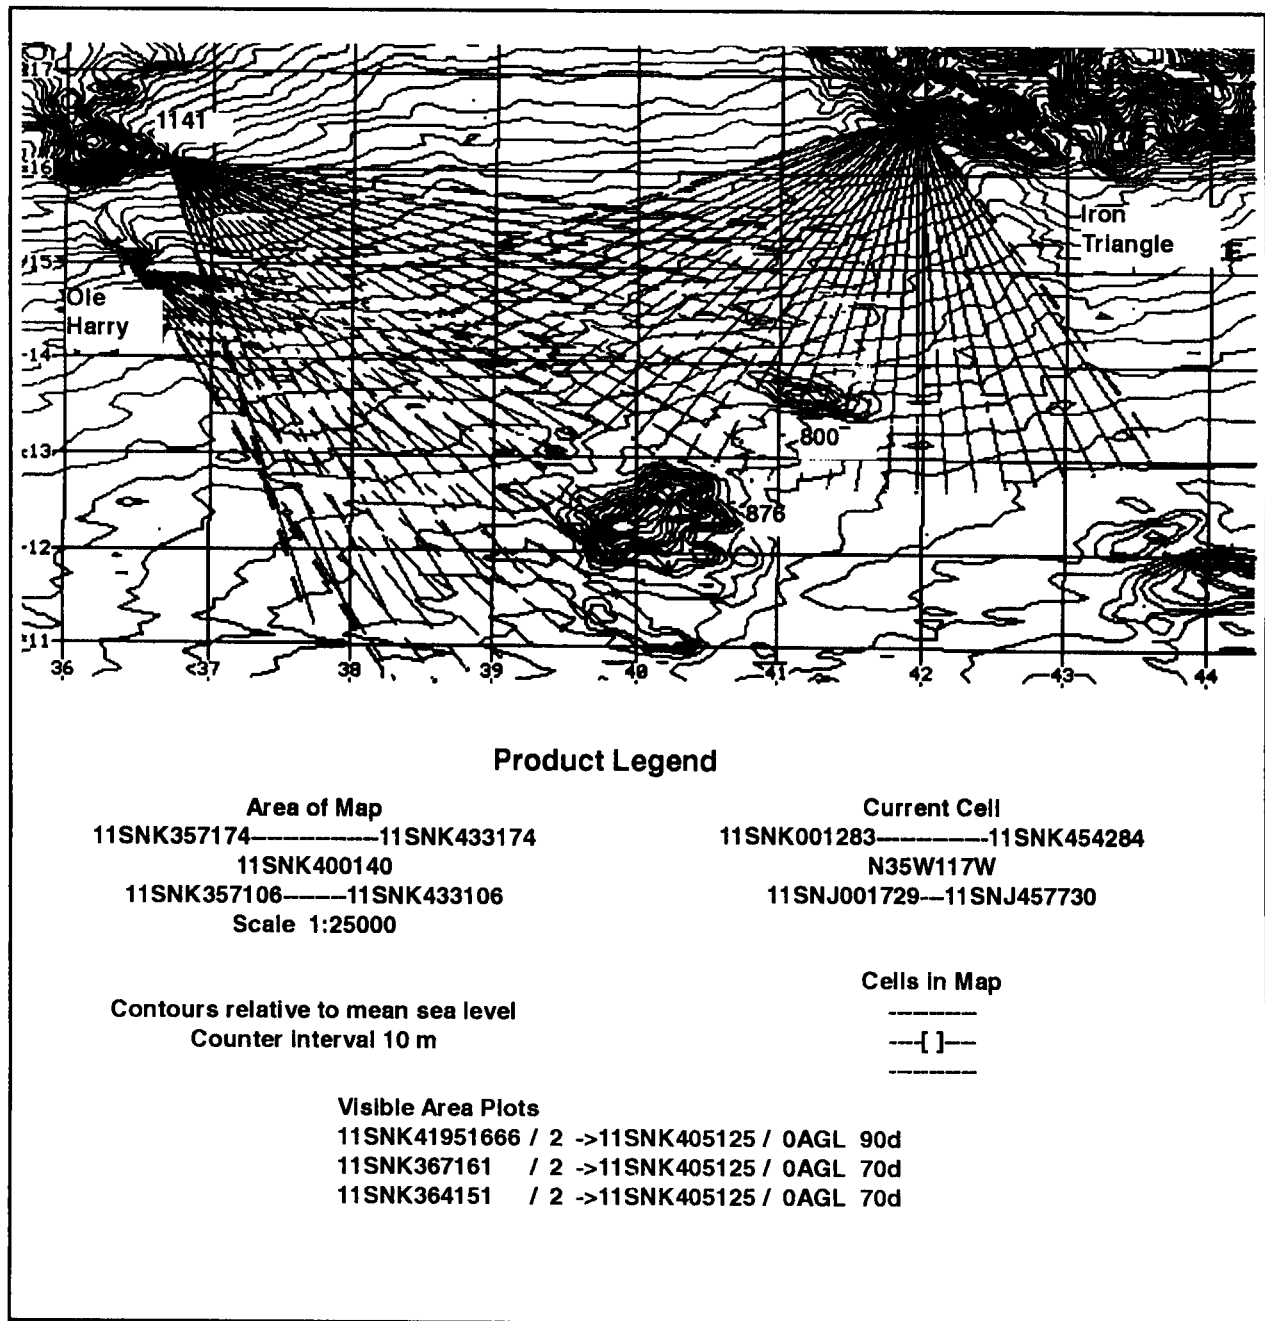 17
1141
16
Iron
Triangle
E
15
Ole
Harry
14
800
13
876
12
11
36 37 38 39 40 41 42 43 44
Product Legend
Area of Map
11SNK357174----------------11SNK433174
11SNK400140
11SNK357106--------11SNK433106
Scale 1:25000
Current Cell
11SNK001283--------------11SNK454284
N35W117W
11SNJ001729---11SNJ457730
Contours relative to mean sea level
Counter interval 10 m
Cells in Map
-----------
----[ ]----
-----------
Visible Area Plots
11SNK41951666 / 2 ->11SNK405125 / 0AGL 90d
11SNK367161 / 2 ->11SNK405125 / 0AGL 70d
11SNK364151 / 2 ->11SNK405125 / 0AGL 70d